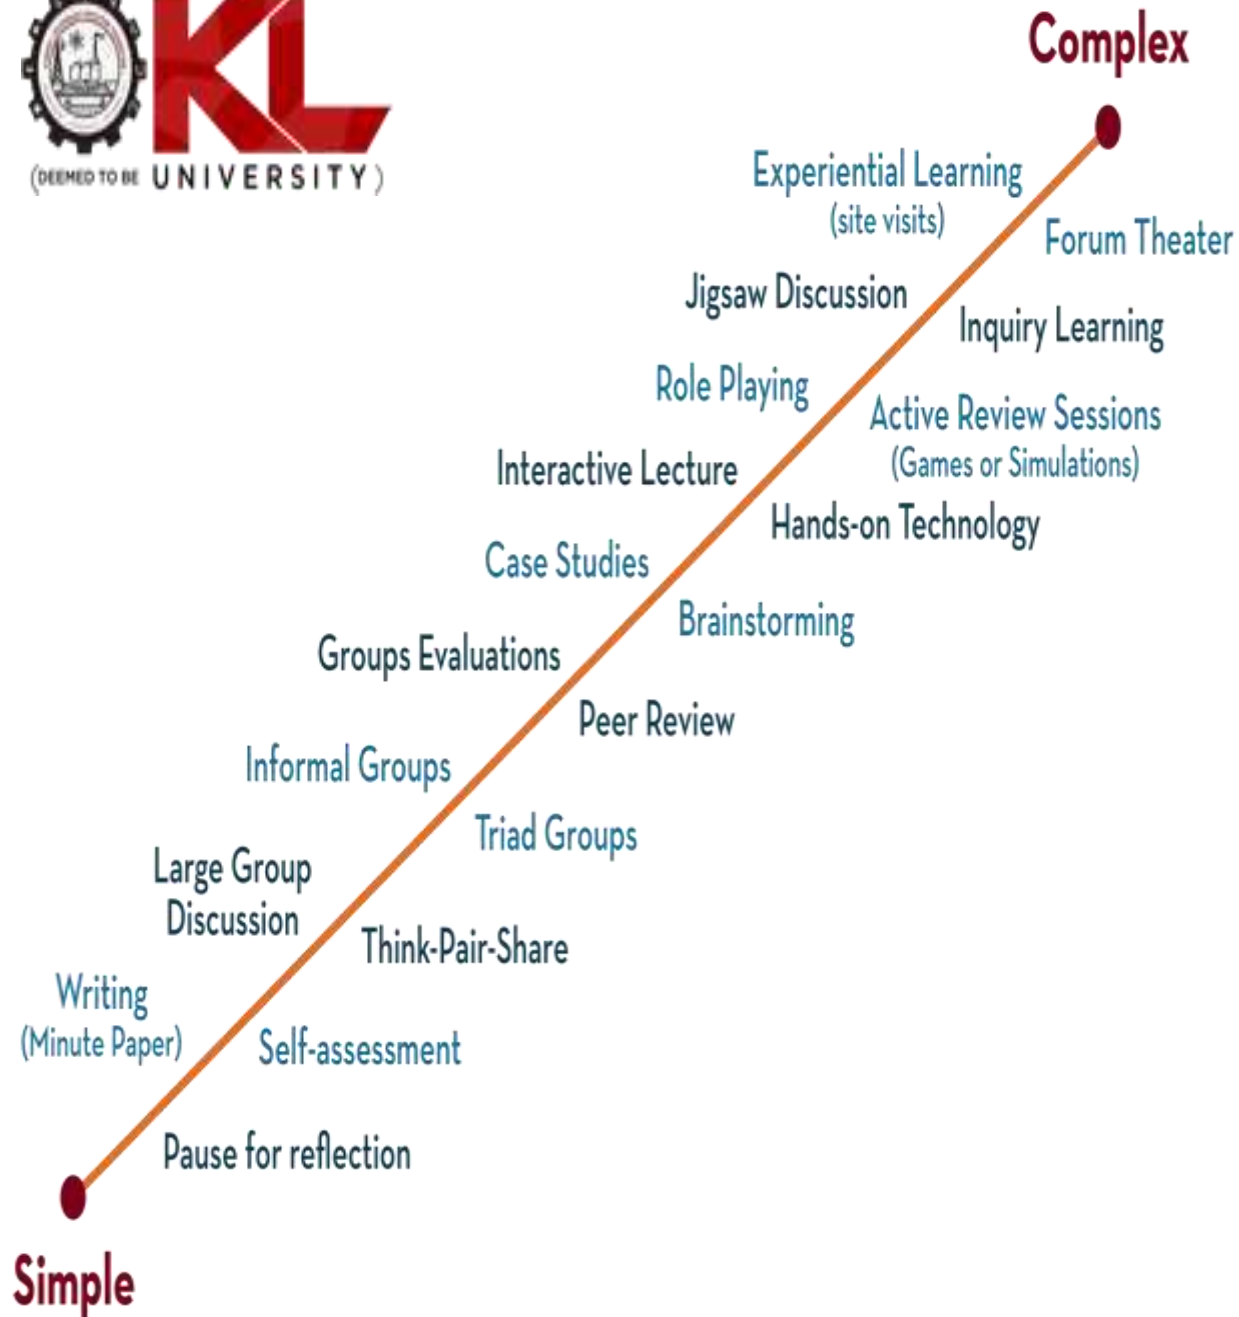 KL
(DEEMED TO BE UNIVERSITY)
Complex
Experiential Learning
(site visits)
Forum Theater
Jigsaw Discussion
Inquiry Learning
Role Playing
Active Review Sessions
(Games or Simulations)
Interactive Lecture
Hands-on Technology
Case Studies
Brainstorming
Groups Evaluations
Peer Review
Informal Groups
Triad Groups
Large Group
Discussion
Think-Pair-Share
Writing
(Minute Paper)
Self-assessment
Pause for reflection
Simple